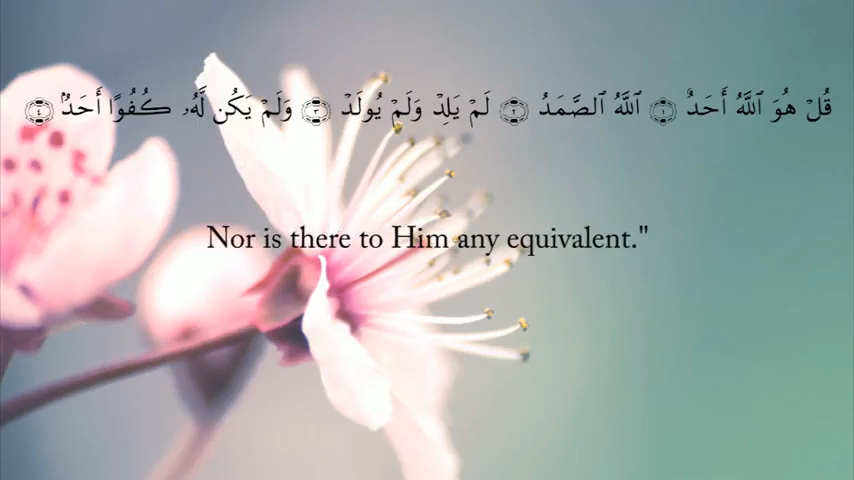 قُلْ هُوَ ٱللَّهُ أَحَدٌ ۝١ ٱللَّهُ ٱلصَّمَدُ ۝٢ لَمْ يَلِدْ وَلَمْ يُولَدْ ۝٣ وَلَمْ يَكُن لَّهُۥ كُفُوًا أَحَدٌۢ ۝٤
Nor is there to Him any equivalent."